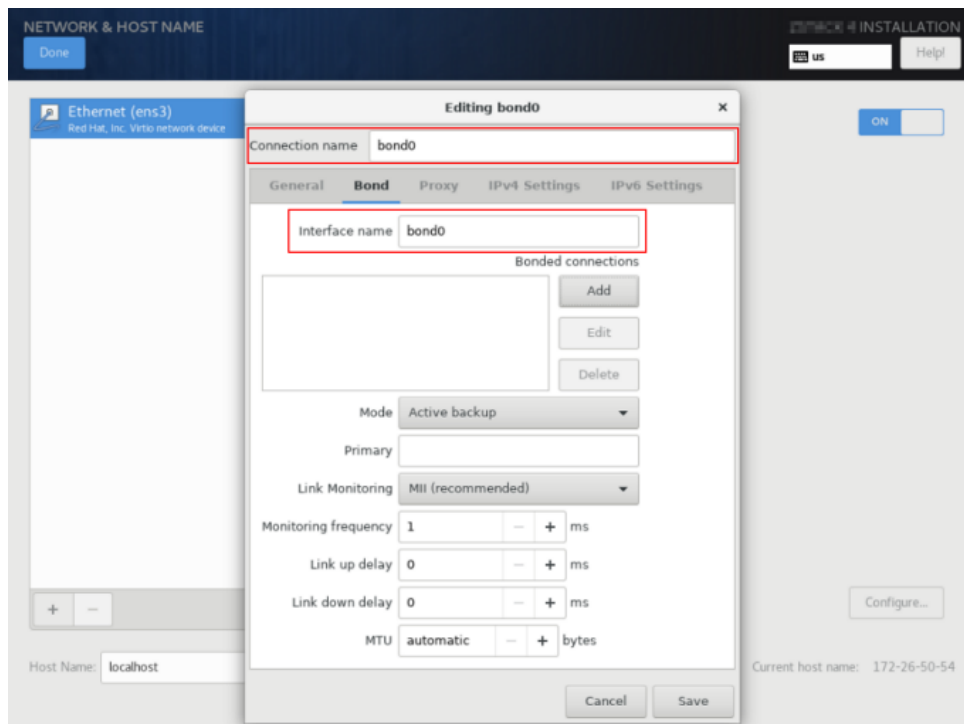 NETWORK & HOST NAME
INSTALLATION
Done
us
Help!
Ethernet (ens3)
Red Hat, Inc. Virtio network device
ON
Editing bond0
Connection name bond0
General Bond Proxy IPv4 Settings IPv6 Settings
Interface name bond0
Bonded connections
Add
Edit
Delete
Mode Active backup
Primary
Link Monitoring MII (recommended)
Monitoring frequency 1 − + ms
Link up delay 0 − + ms
Link down delay 0 − + ms
MTU automatic − + bytes
+ −
Configure...
Host Name: localhost
Current host name: 172-26-50-54
Cancel Save